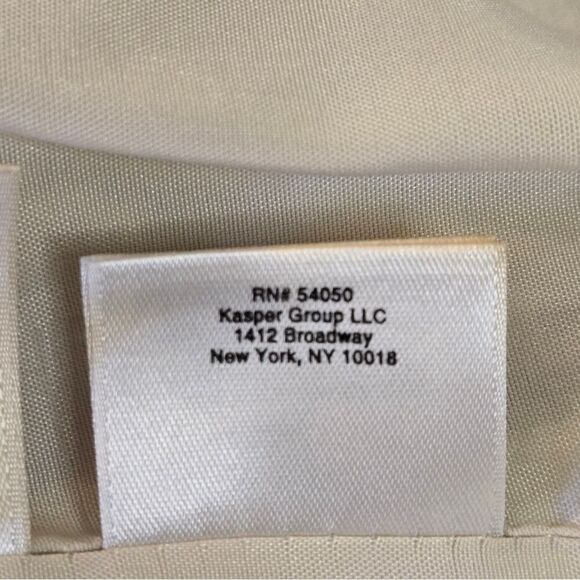 RN# 54050
Kasper Group LLC
1412 Broadway
New York, NY 10018